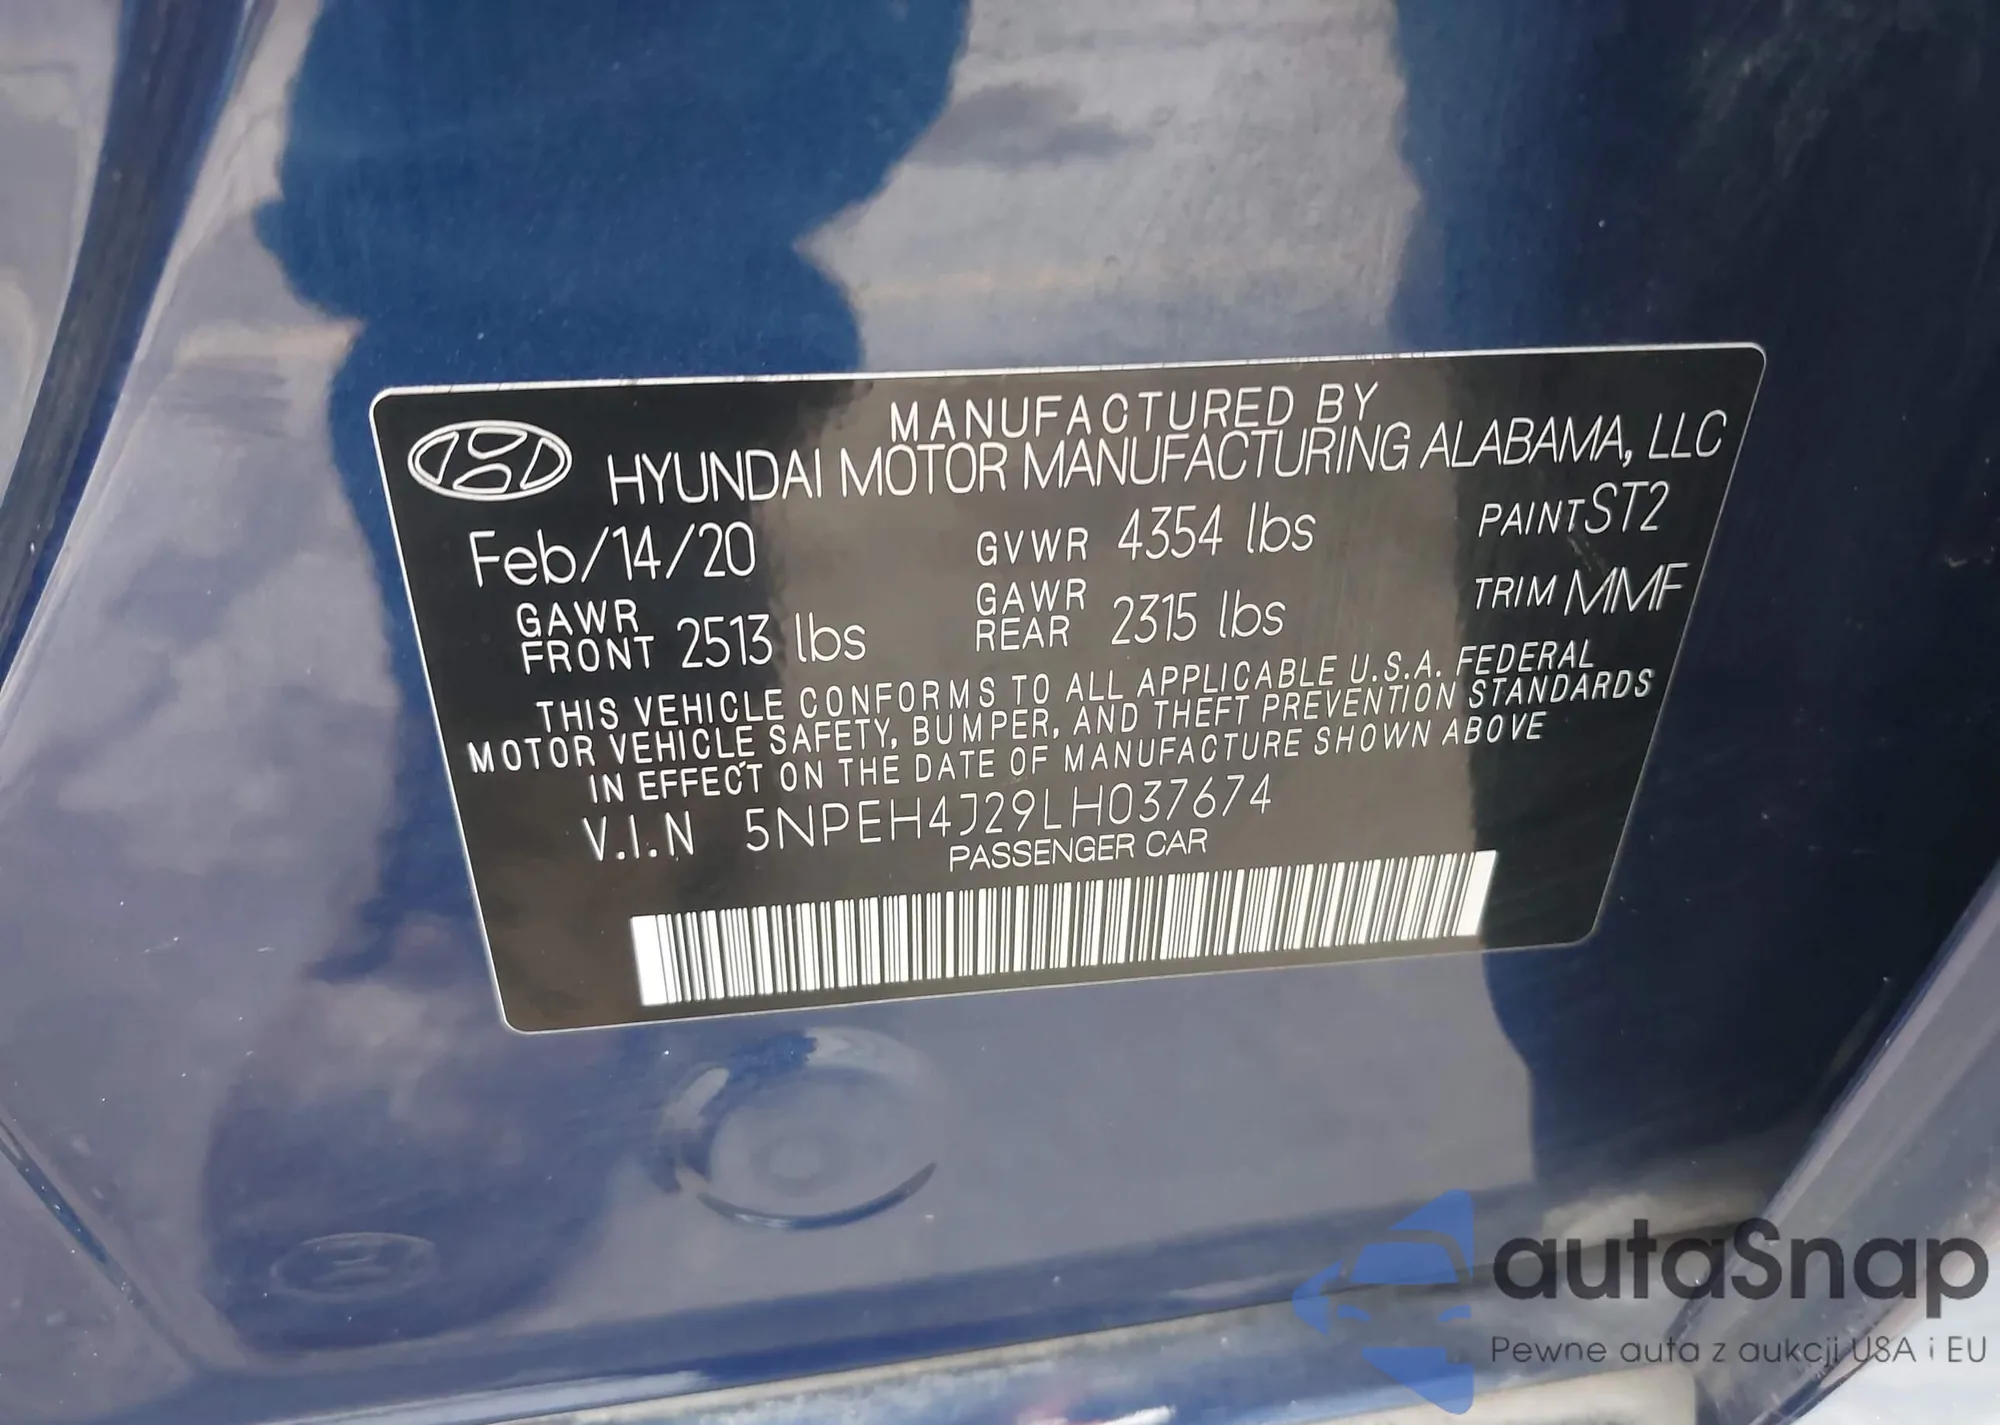 MANUFACTURED BY
HYUNDAI MOTOR MANUFACTURING ALABAMA, LLC
Feb/14/20 GVWR 4354 lbs PAINT ST2
GAWR FRONT 2513 lbs GAWR REAR 2315 lbs TRIM MMF
THIS VEHICLE CONFORMS TO ALL APPLICABLE U.S.A. FEDERAL
MOTOR VEHICLE SAFETY, BUMPER, AND THEFT PREVENTION STANDARDS
IN EFFECT ON THE DATE OF MANUFACTURE SHOWN ABOVE
V.I.N 5NPEH4J29LH037674
PASSENGER CAR
autaSnap
Pewne auta z aukcji USA i EU